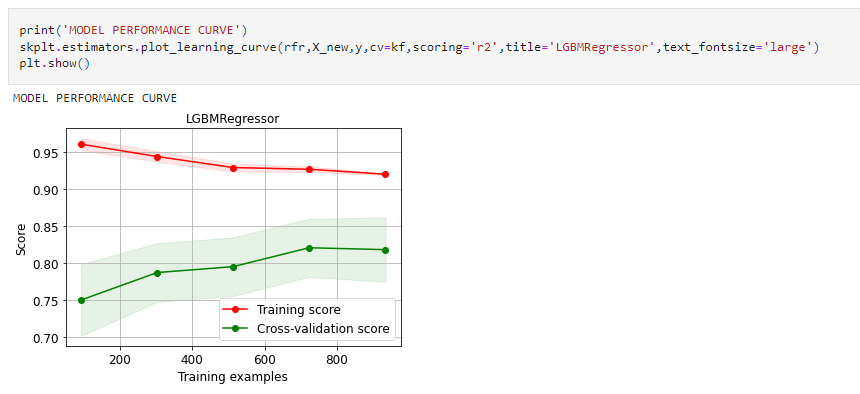 print('MODEL PERFORMANCE CURVE')
skplt.estimators.plot_learning_curve(rfr,X_new,y,cv=kf,scoring='r2',title='LGBMRegressor',text_fontsize='large')
plt.show()
MODEL PERFORMANCE CURVE
LGBMRegressor
0.95
0.90
0.85
0.80
0.75
0.70
Score
Training score
Cross-validation score
200 400 600 800
Training examples